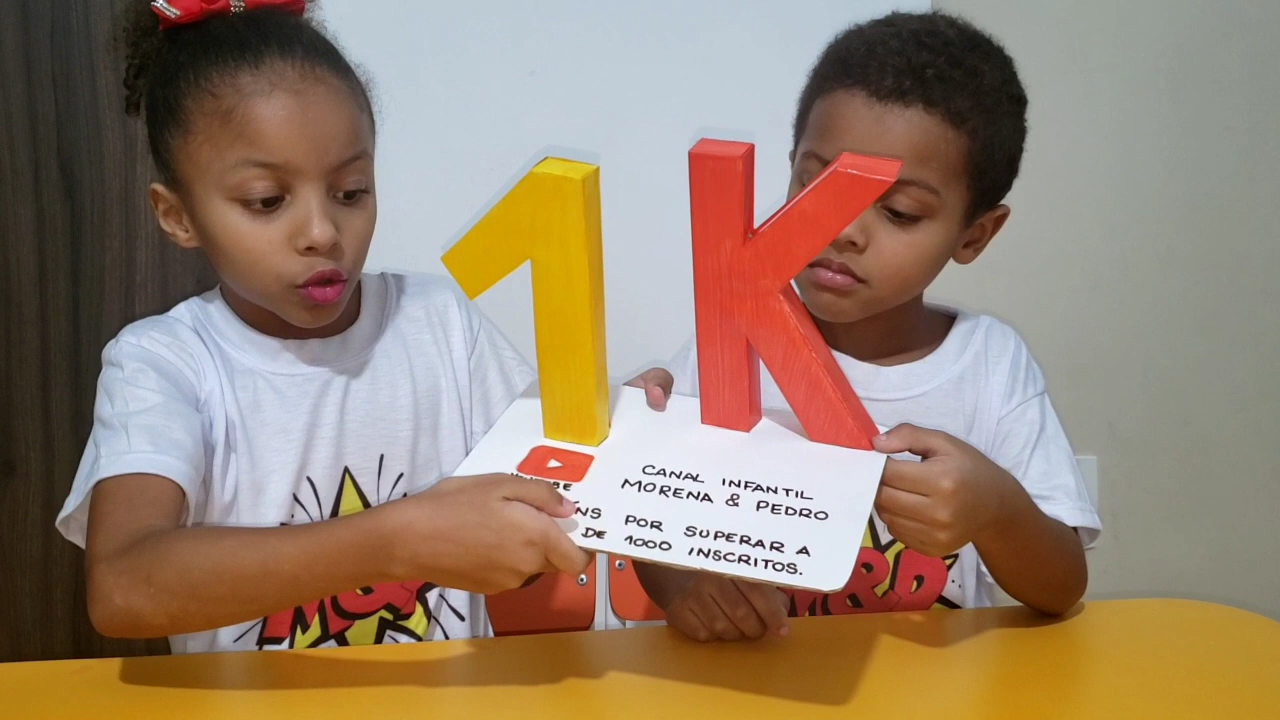 1K
CANAL INFANTIL
MORENA & PEDRO
POR SUPERAR A
DE 1000 INSCRITOS.
M&P
M&P